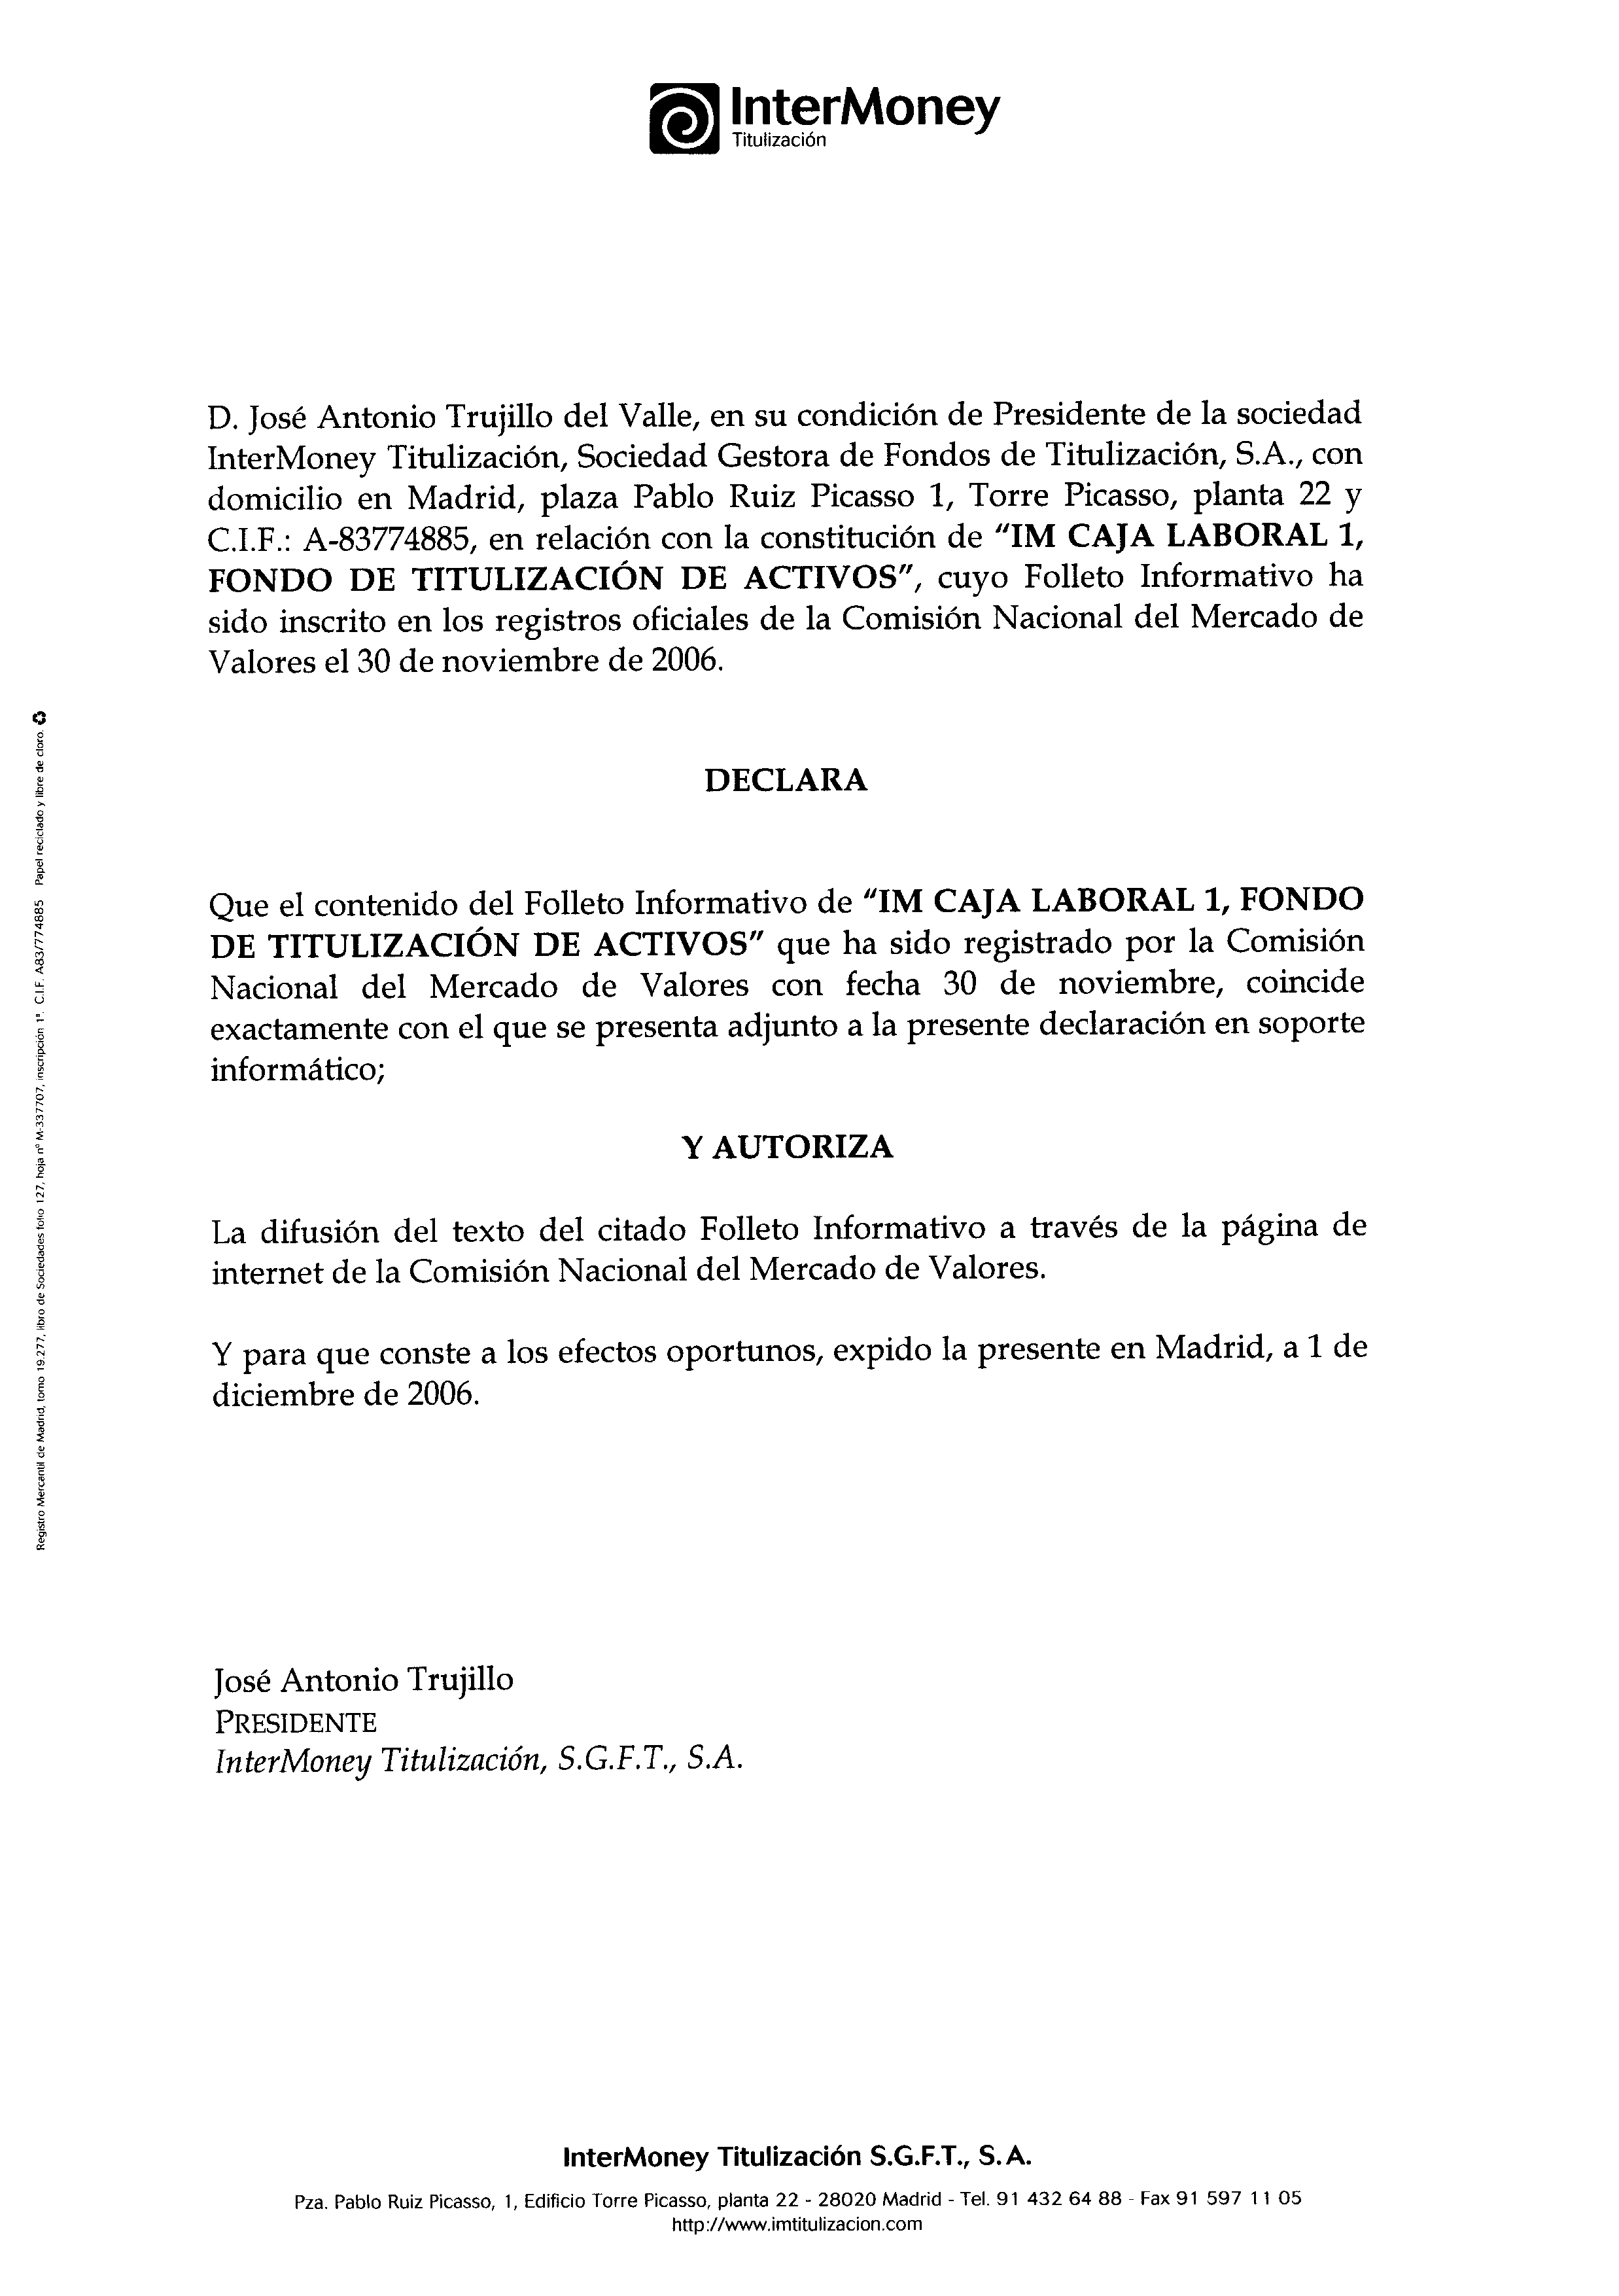 InterMoney
Titulización
D. José Antonio Trujillo del Valle, en su condición de Presidente de la sociedad
InterMoney Titulización, Sociedad Gestora de Fondos de Titulización, S.A., con
domicilio en Madrid, plaza Pablo Ruiz Picasso 1, Torre Picasso, planta 22 y
C.I.F.: A-83774885, en relación con la constitución de "IM CAJA LABORAL 1,
FONDO DE TITULIZACIÓN DE ACTIVOS", cuyo Folleto Informativo ha
sido inscrito en los registros oficiales de la Comisión Nacional del Mercado de
Valores el 30 de noviembre de 2006.
DECLARA
Que el contenido del Folleto Informativo de "IM CAJA LABORAL 1, FONDO
DE TITULIZACIÓN DE ACTIVOS" que ha sido registrado por la Comisión
Nacional del Mercado de Valores con fecha 30 de noviembre, coincide
exactamente con el que se presenta adjunto a la presente declaración en soporte
informático;
Y AUTORIZA
La difusión del texto del citado Folleto Informativo a través de la página de
internet de la Comisión Nacional del Mercado de Valores.
Y para que conste a los efectos oportunos, expido la presente en Madrid, a 1 de
diciembre de 2006.
Registro Mercantil de Madrid, tomo 19.277, libro de Sociedades folio 127, hoja nº M-337707, inscripción 1ª. C.I.F. A83/774885 Papel reciclado y libre de cloro.
José Antonio Trujillo
PRESIDENTE
InterMoney Titulización, S.G.F.T., S.A.
InterMoney Titulización S.G.F.T., S.A.
Pza. Pablo Ruiz Picasso, 1, Edificio Torre Picasso, planta 22 - 28020 Madrid - Tel. 91 432 64 88 - Fax 91 597 11 05
http://www.imtitulizacion.com